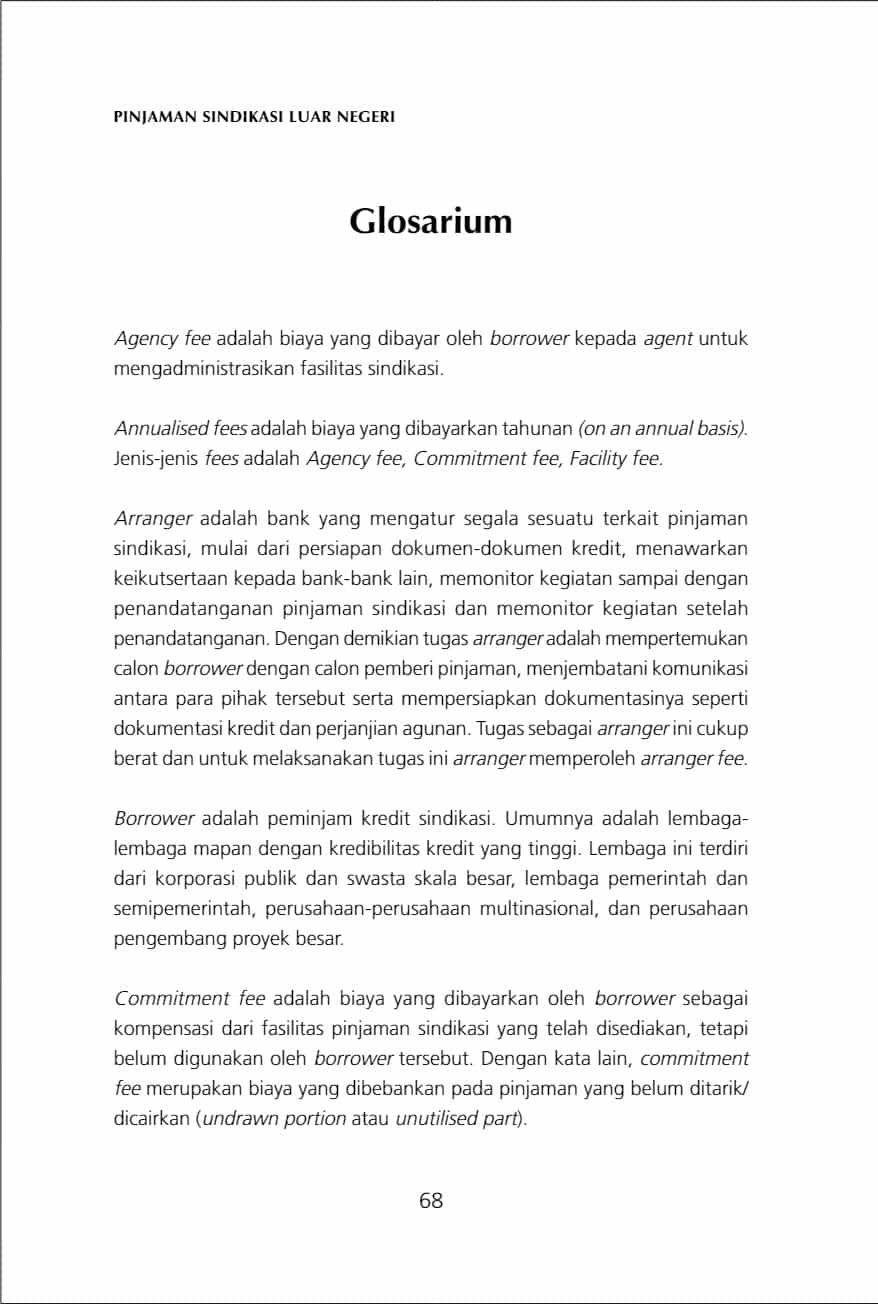 PINJAMAN SINDIKASI LUAR NEGERI
Glosarium
Agency fee adalah biaya yang dibayar oleh borrower kepada agent untuk
mengadministrasikan fasilitas sindikasi.
Annualised fees adalah biaya yang dibayarkan tahunan (on an annual basis).
Jenis-jenis fees adalah Agency fee, Commitment fee, Facility fee.
Arranger adalah bank yang mengatur segala sesuatu terkait pinjaman
sindikasi, mulai dari persiapan dokumen-dokumen kredit, menawarkan
keikutsertaan kepada bank-bank lain, memonitor kegiatan sampai dengan
penandatanganan pinjaman sindikasi dan memonitor kegiatan setelah
penandatanganan. Dengan demikian tugas arranger adalah mempertemukan
calon borrower dengan calon pemberi pinjaman, menjembatani komunikasi
antara para pihak tersebut serta mempersiapkan dokumentasinya seperti
dokumentasi kredit dan perjanjian agunan. Tugas sebagai arranger ini cukup
berat dan untuk melaksanakan tugas ini arranger memperoleh arranger fee.
Borrower adalah peminjam kredit sindikasi. Umumnya adalah lembaga-
lembaga mapan dengan kredibilitas kredit yang tinggi. Lembaga ini terdiri
dari korporasi publik dan swasta skala besar, lembaga pemerintah dan
semipemerintah, perusahaan-perusahaan multinasional, dan perusahaan
pengembang proyek besar.
Commitment fee adalah biaya yang dibayarkan oleh borrower sebagai
kompensasi dari fasilitas pinjaman sindikasi yang telah disediakan, tetapi
belum digunakan oleh borrower tersebut. Dengan kata lain, commitment
fee merupakan biaya yang dibebankan pada pinjaman yang belum ditarik/
dicairkan (undrawn portion atau unutilised part).
68